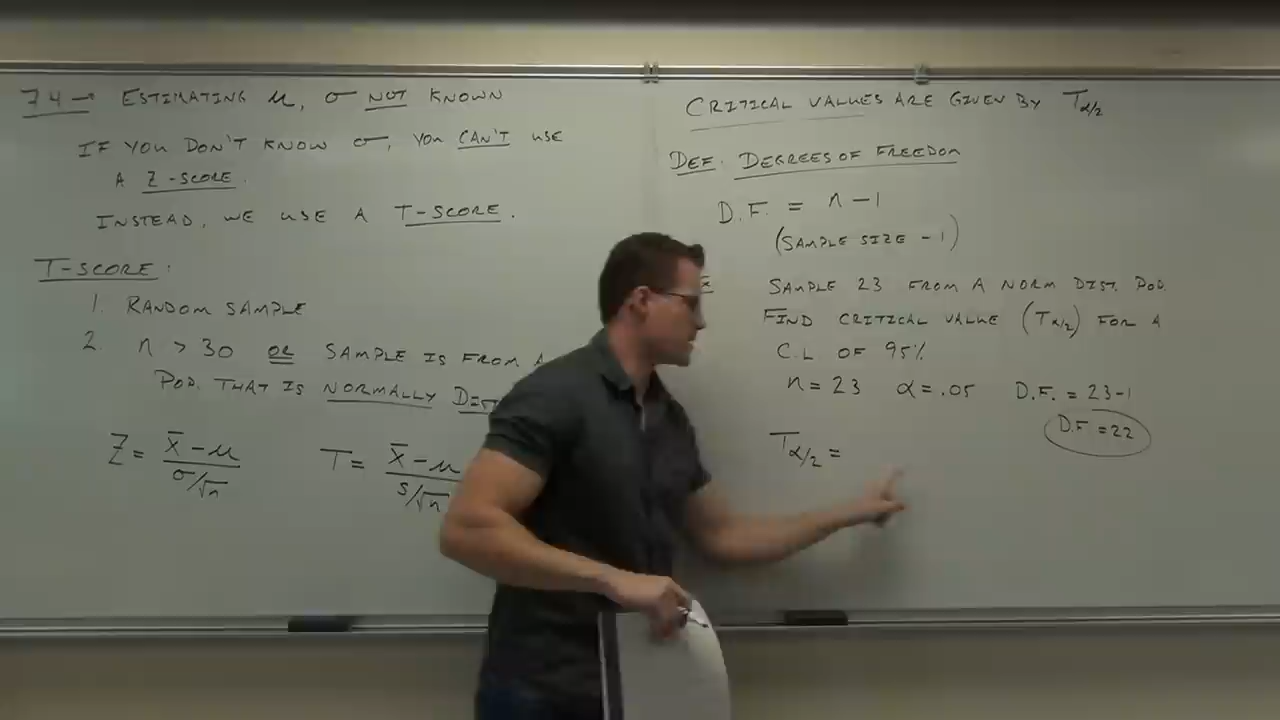 7.4 → ESTIMATING μ, σ NOT KNOWN
IF YOU DON'T KNOW σ, YOU CAN'T USE
A Z-SCORE.
INSTEAD, WE USE A T-SCORE.
T-SCORE:
1. RANDOM SAMPLE
2. n > 30 OR SAMPLE IS FROM A
POP. THAT IS NORMALLY
Z = (x̄ - μ)/(σ/√n) T = (x̄ - μ)/(s/√n)
CRITICAL VALUES ARE GIVEN BY Tα/2
DEF: DEGREES OF FREEDOM
D.F. = n - 1
(SAMPLE SIZE - 1)
SAMPLE 23 FROM A NORM DIST. POP.
FIND CRITICAL VALUE (Tα/2) FOR A
C.L OF 95%
n = 23 α = .05 D.F. = 23-1
D.F = 22
Tα/2 =